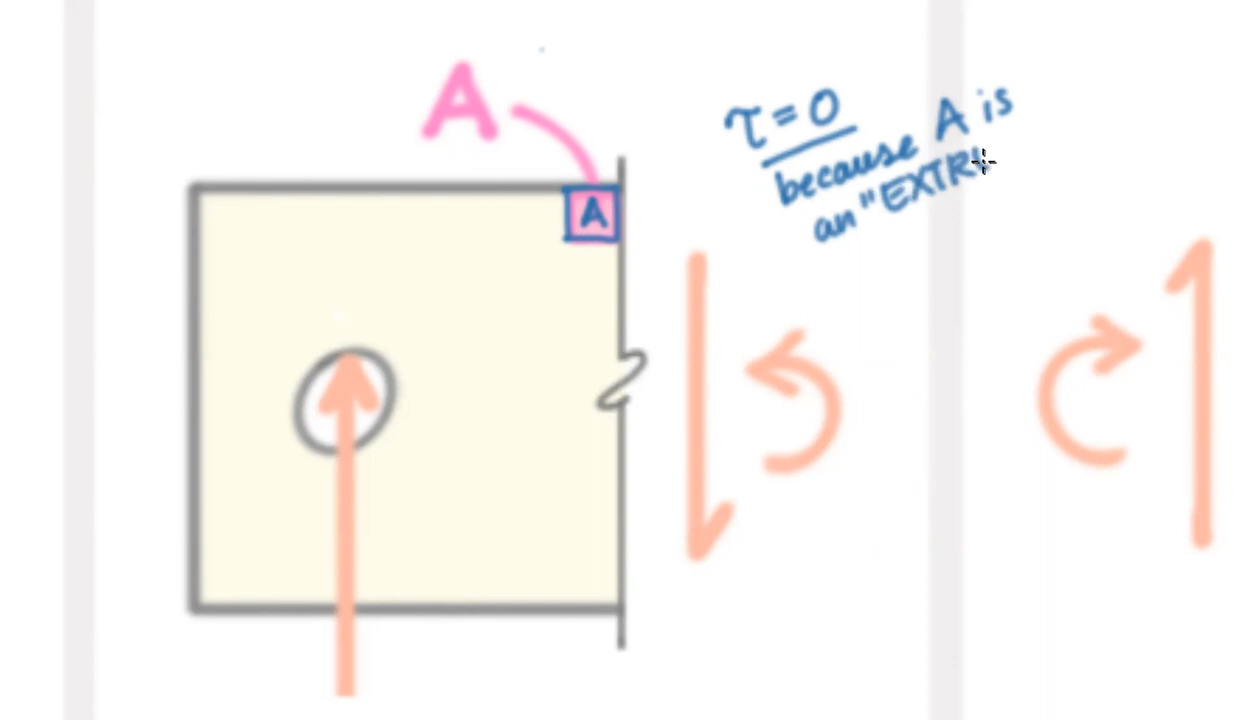 A
A
τ = 0
because A is
an "EXTR